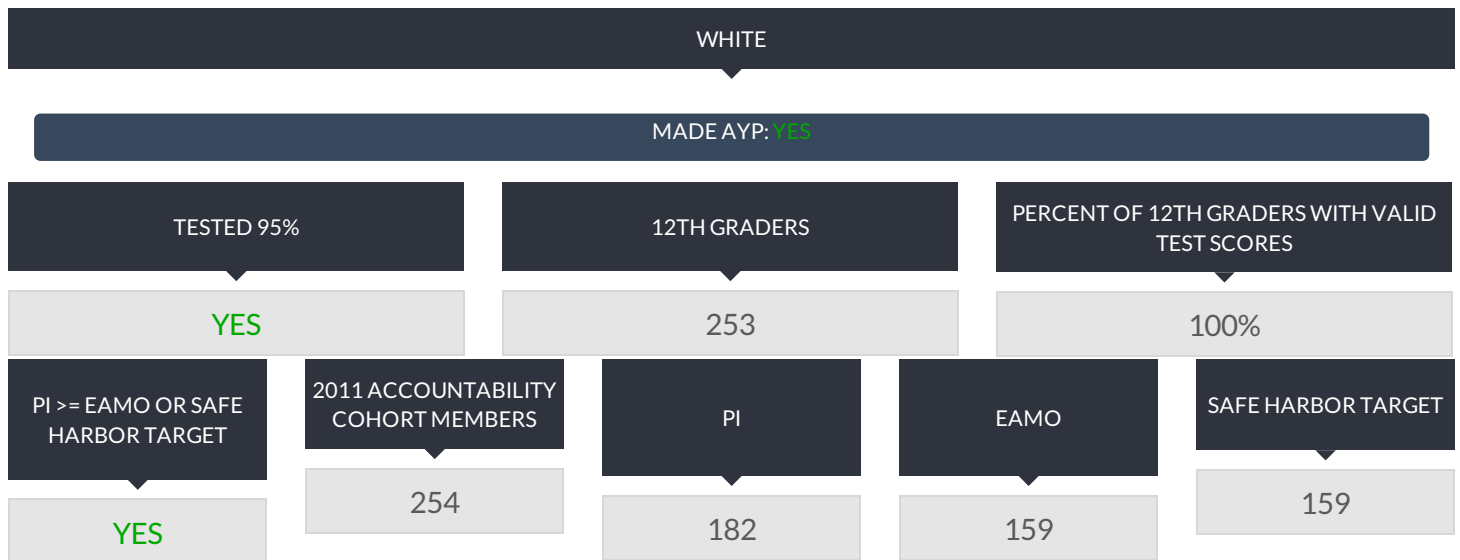 WHITE
MADE AYP: YES
TESTED 95%
YES
12TH GRADERS
253
PERCENT OF 12TH GRADERS WITH VALID
TEST SCORES
100%
PI >= EAMO OR SAFE
HARBOR TARGET
YES
2011 ACCOUNTABILITY
COHORT MEMBERS
254
PI
182
EAMO
159
SAFE HARBOR TARGET
159